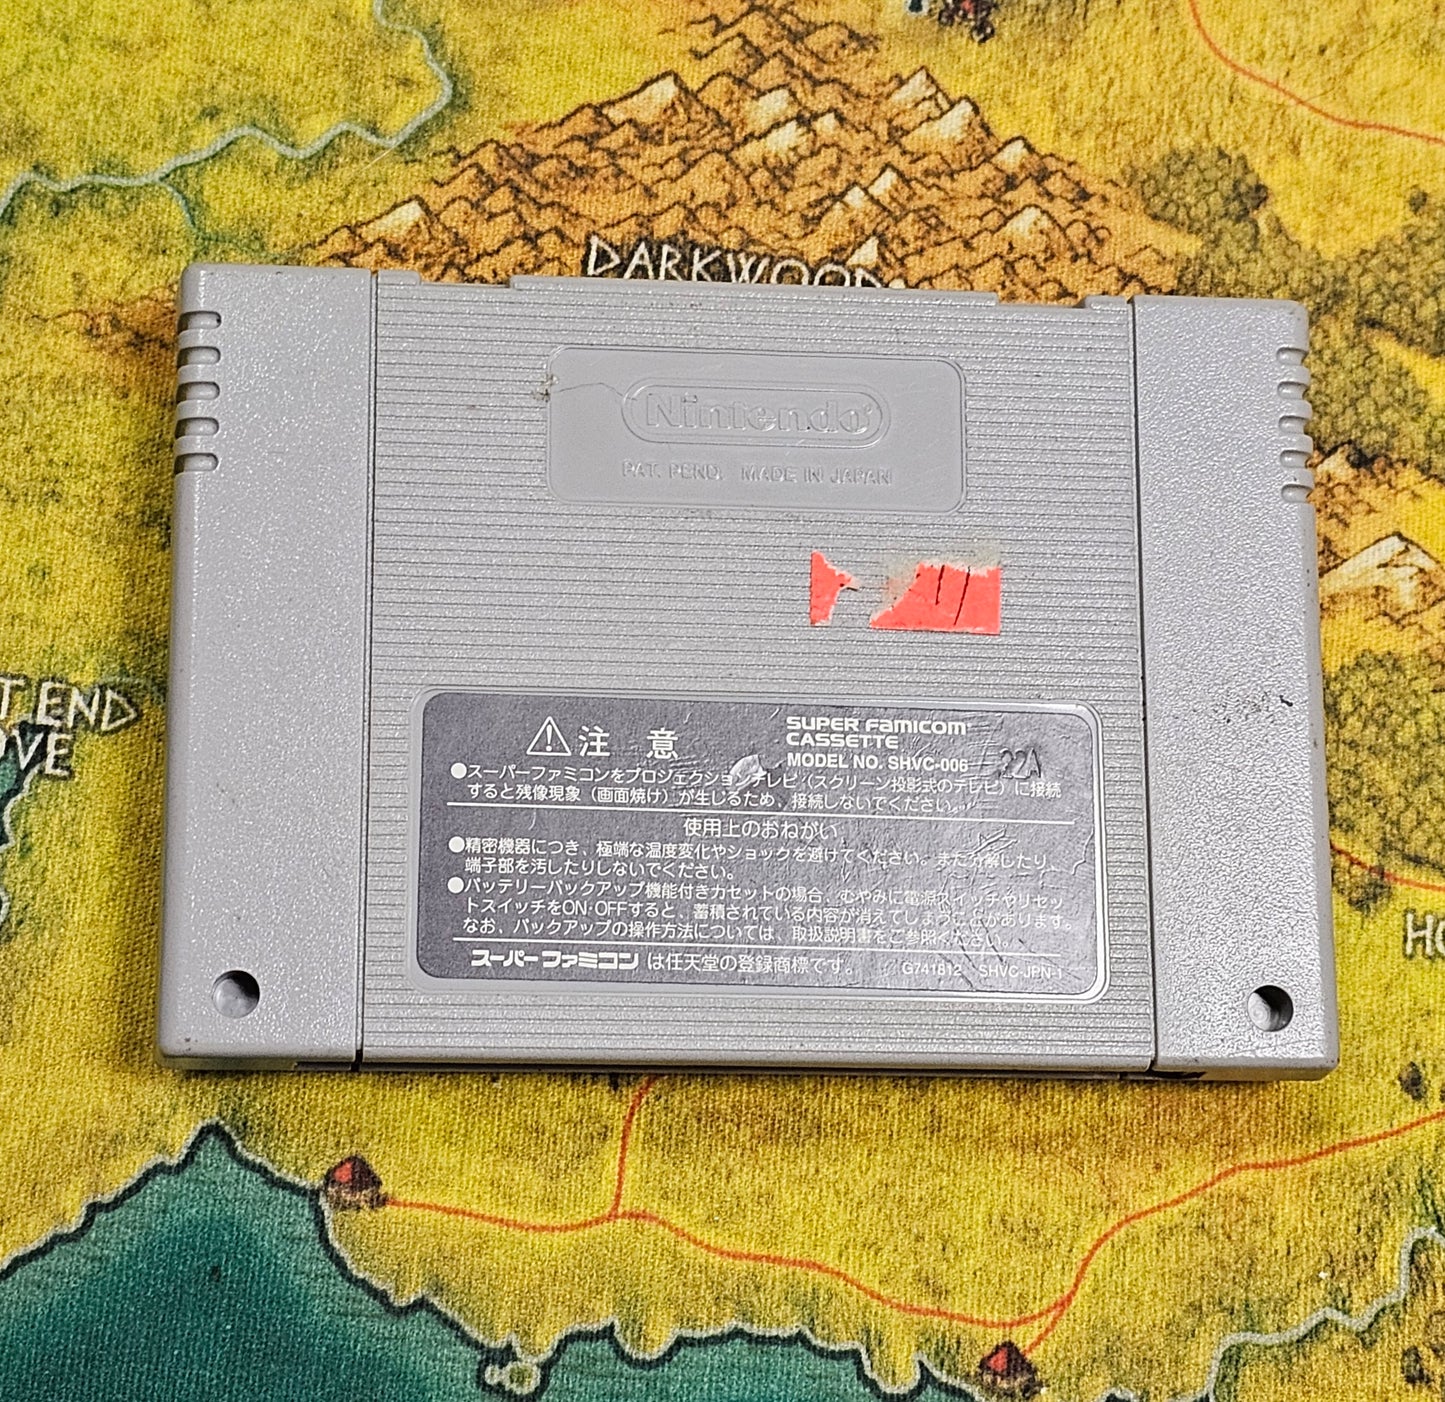 DARKWOOD
Nintendo
PAT. PEND. MADE IN JAPAN
END
注 意
SUPER FAMICOM
CASSETTE
MODEL NO. SHVC-006
22A
●スーパーファミコンをプロジェクションテレビ(スクリーン投影式のテレビ)に接続
すると残像現象(画面焼け)が生じるため、接続しないでください。
使用上のおねがい
●精密機器につき、極端な温度変化やショックを避けてください。また分解したり、
端子部を汚したりしないでください。
●バッテリーバックアップ機能付きカセットの場合、むやみに電源スイッチやリセッ
トスイッチをON・OFFすると、蓄積されている内容が消えてしまうことがあります。
なお、バックアップの操作方法については、取扱説明書をご参照ください。
スーパーファミコン は任天堂の登録商標です。
G741812 SHVC-JPN-1